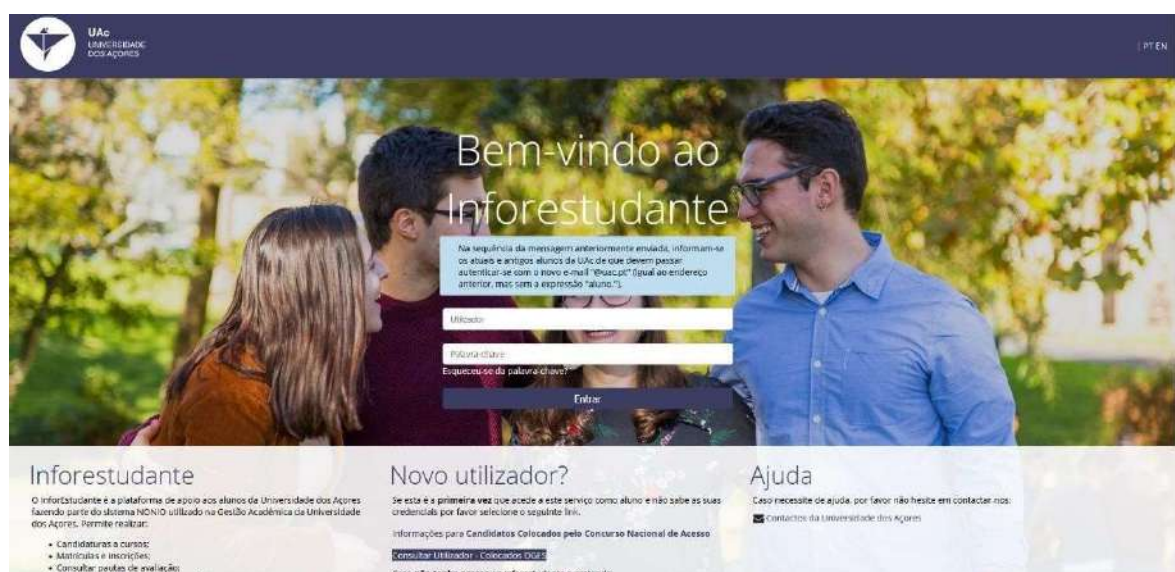 UAc
UNIVERSIDADE
DOS AÇORES
| PT EN
Bem-vindo ao
Inforestudante
Na sequência da mensagem anteriormente enviada, informam-se
os atuais e antigos alunos da UAc de que devem passar
autenticar-se com o novo e-mail "@uac.pt" (igual ao endereço
anterior, mas sem a expressão "aluno.").
Utilizador
Palavra-chave
Esqueceu-se da palavra-chave?
Entrar
Inforestudante
O InforEstudante é a plataforma de apoio aos alunos da Universidade dos Açores
fazendo parte do sistema NONIO utilizado na Gestão Académica da Universidade
dos Açores. Permite realizar:
• Candidaturas a cursos;
• Matrículas e inscrições;
• Consultar pautas de avaliação;
Novo utilizador?
Se esta é a primeira vez que acede a este serviço como aluno e não sabe as suas
credenciais por favor selecione o seguinte link.
Informações para Candidatos Colocados pelo Concurso Nacional de Acesso
Consultar Utilizador - Colocados DGES
Ajuda
Caso necessite de ajuda, por favor não hesite em contactar-nos:
Contactos da Universidade dos Açores